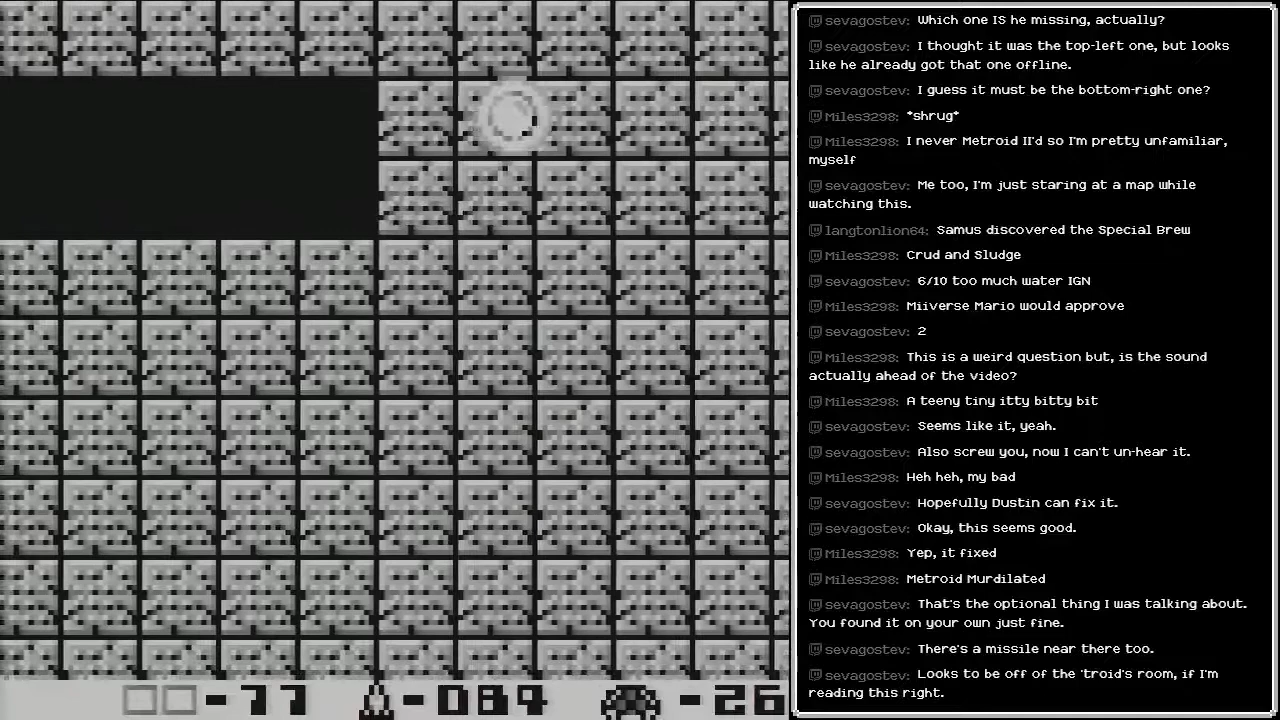 sevagostev: Which one IS he missing, actually?
sevagostev: I thought it was the top-left one, but looks
like he already got that one offline.
sevagostev: I guess it must be the bottom-right one?
Miles3298: *shrug*
Miles3298: I never Metroid II'd so I'm pretty unfamiliar,
myself
sevagostev: Me too, I'm just staring at a map while
watching this.
langtonlion64: Samus discovered the Special Brew
Miles3298: Crud and Sludge
sevagostev: 6/10 too much water IGN
Miles3298: Miiverse Mario would approve
sevagostev: 2
Miles3298: This is a weird question but, is the sound
actually ahead of the video?
Miles3298: A teeny tiny itty bitty bit
sevagostev: Seems like it, yeah.
sevagostev: Also screw you, now I can't un-hear it.
Miles3298: Heh heh, my bad
sevagostev: Hopefully Dustin can fix it.
sevagostev: Okay, this seems good.
Miles3298: Yep, it fixed
Miles3298: Metroid Murdilated
sevagostev: That's the optional thing I was talking about.
You found it on your own just fine.
sevagostev: There's a missile near there too.
sevagostev: Looks to be off of the 'troid's room, if I'm
reading this right.
-77 -089 -26